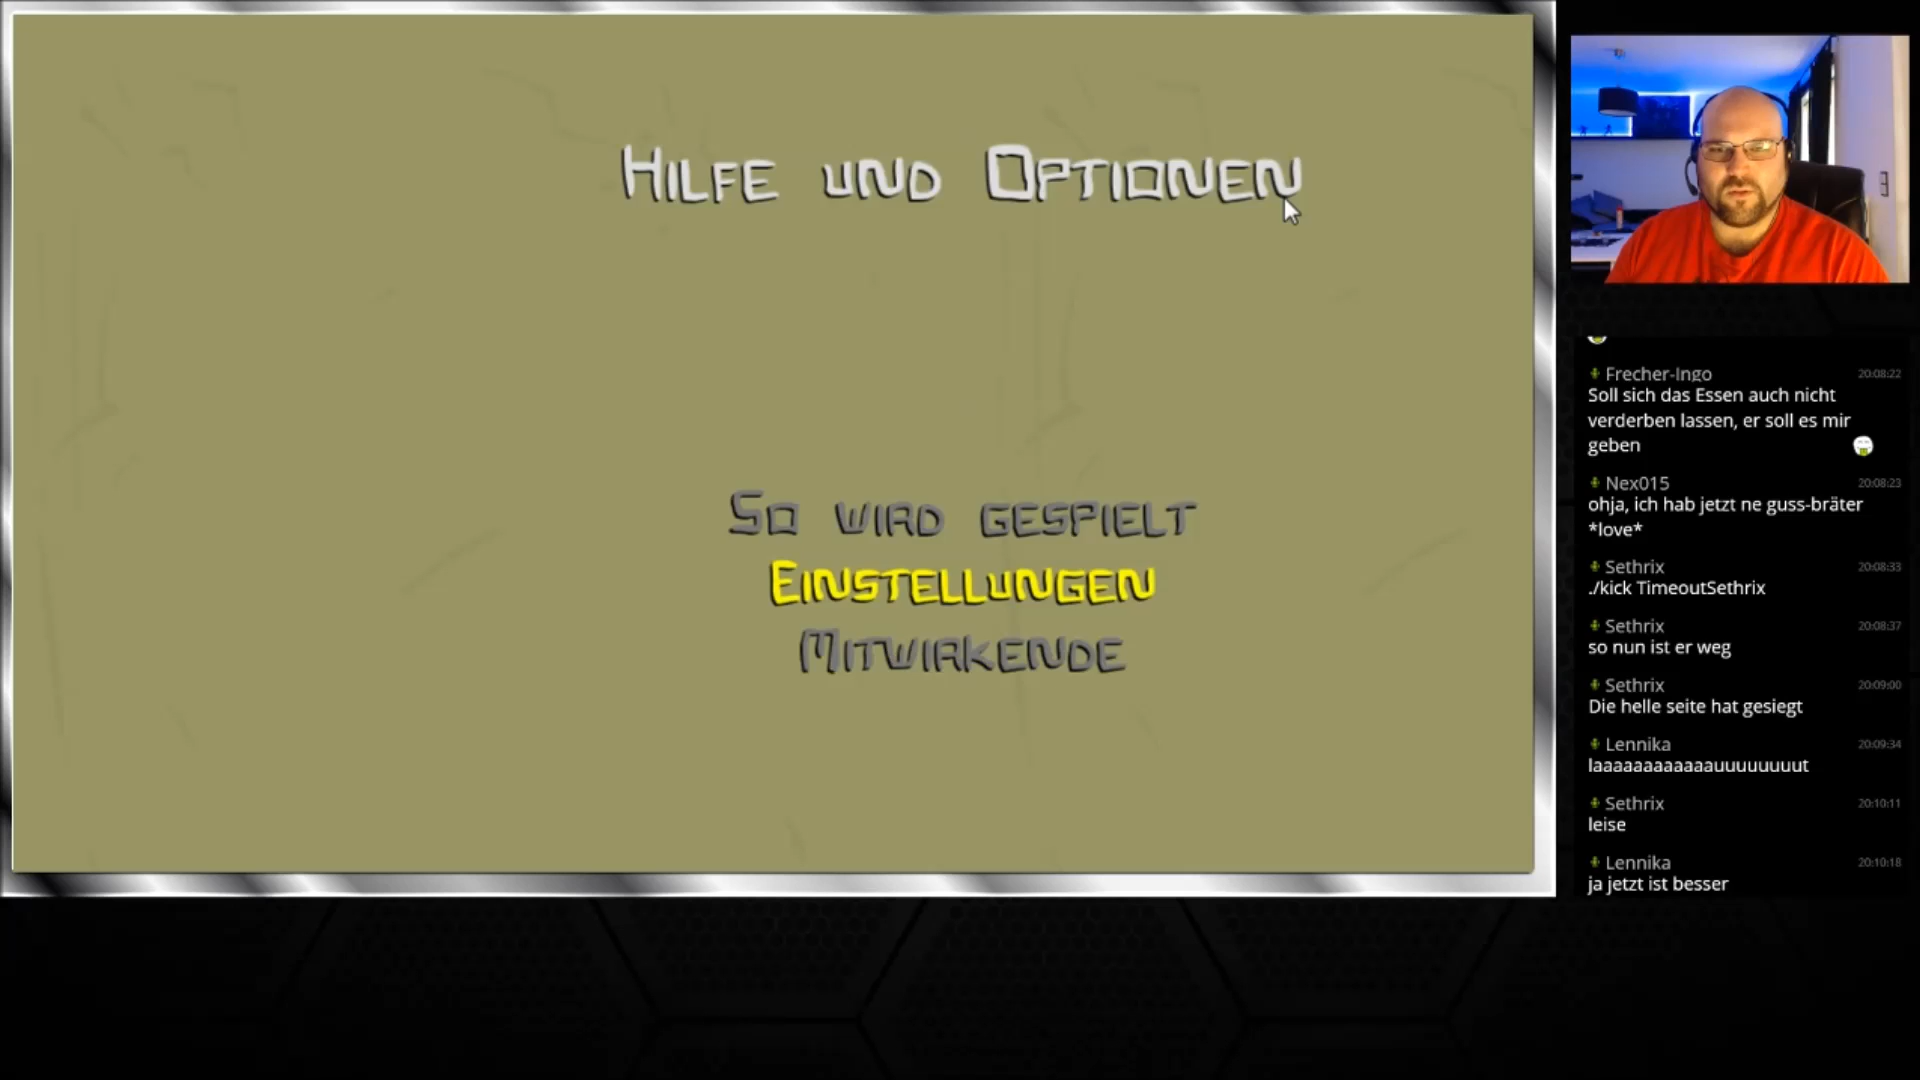 Hilfe und Optionen
So wird gespielt
Einstellungen
Mitwirkende
Frecher-Ingo 20:08:22
Soll sich das Essen auch nicht
verderben lassen, er soll es mir
geben
Nex015 20:08:23
ohja, ich hab jetzt ne guss-bräter
*love*
Sethrix 20:08:33
./kick TimeoutSethrix
Sethrix 20:08:37
so nun ist er weg
Sethrix 20:09:00
Die helle seite hat gesiegt
Lennika 20:09:34
laaaaaaaaaaaauuuuuuuut
Sethrix 20:10:11
leise
Lennika 20:10:18
ja jetzt ist besser